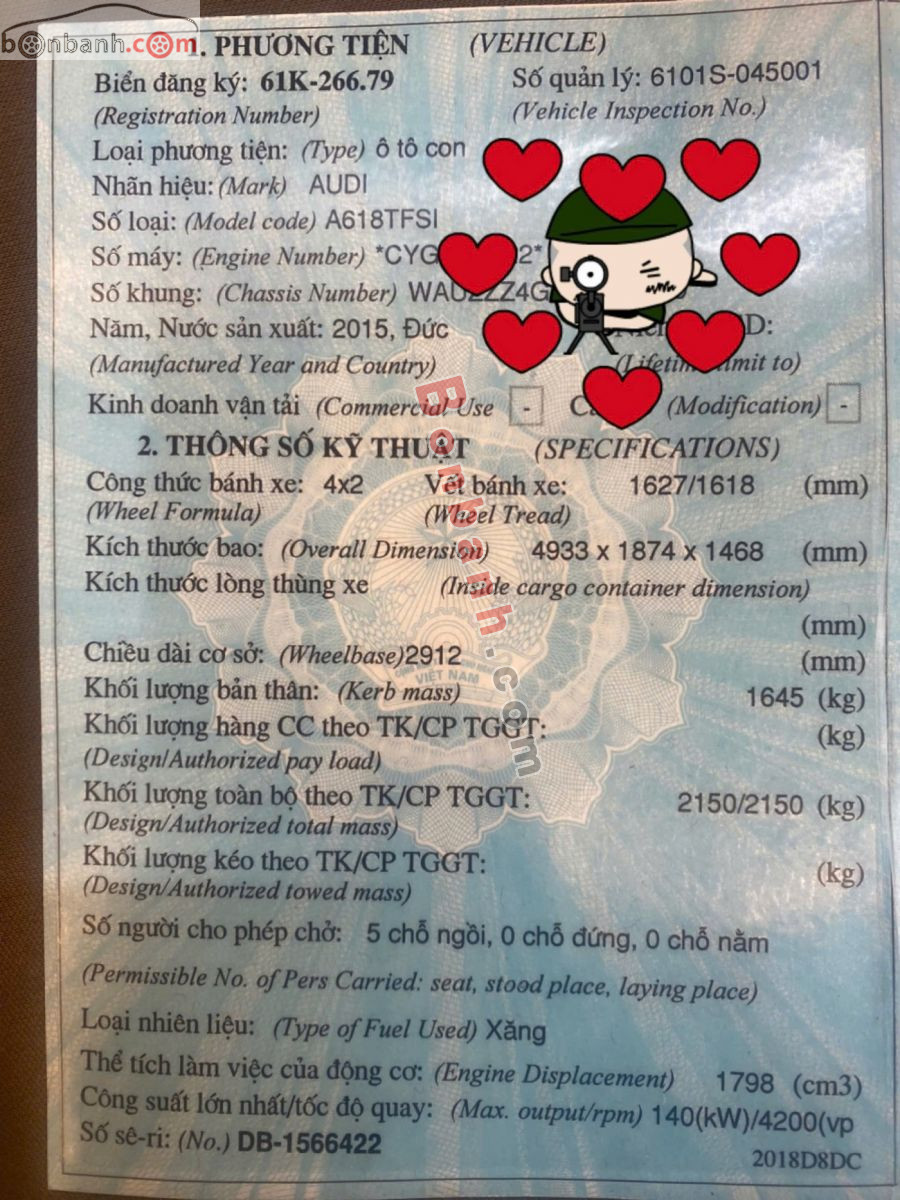 bonbanh.com
1. PHƯƠNG TIỆN (VEHICLE)
Biển đăng ký: 61K-266.79 Số quản lý: 6101S-045001
(Registration Number) (Vehicle Inspection No.)
Loại phương tiện: (Type) ô tô con
Nhãn hiệu: (Mark) AUDI
Số loại: (Model code) A618TFSI
Số máy: (Engine Number) *CYG 2*
Số khung: (Chassis Number) WAUZZZ4G
Năm, Nước sản xuất: 2015, Đức
(Manufactured Year and Country) (Lifetime limit to)
Kinh doanh vận tải (Commercial Use - (Modification) -
2. THÔNG SỐ KỸ THUẬT (SPECIFICATIONS)
Công thức bánh xe: 4x2 Vết bánh xe: 1627/1618 (mm)
(Wheel Formula) (Wheel Tread)
Kích thước bao: (Overall Dimension) 4933 x 1874 x 1468 (mm)
Kích thước lòng thùng xe (Inside cargo container dimension)
(mm)
Chiều dài cơ sở: (Wheelbase)2912 (mm)
Khối lượng bản thân: (Kerb mass) 1645 (kg)
Khối lượng hàng CC theo TK/CP TGGT: (kg)
(Design/Authorized pay load)
Khối lượng toàn bộ theo TK/CP TGGT: 2150/2150 (kg)
(Design/Authorized total mass)
Khối lượng kéo theo TK/CP TGGT: (kg)
(Design/Authorized towed mass)
Số người cho phép chở: 5 chỗ ngồi, 0 chỗ đứng, 0 chỗ nằm
(Permissible No. of Pers Carried: seat, stood place, laying place)
Loại nhiên liệu: (Type of Fuel Used) Xăng
Thể tích làm việc của động cơ: (Engine Displacement) 1798 (cm3)
Công suất lớn nhất/tốc độ quay: (Max. output/rpm) 140(kW)/4200(vp
Số sê-ri: (No.) DB-1566422 2018D8DC
Bonbanh.com
VIỆT NAM